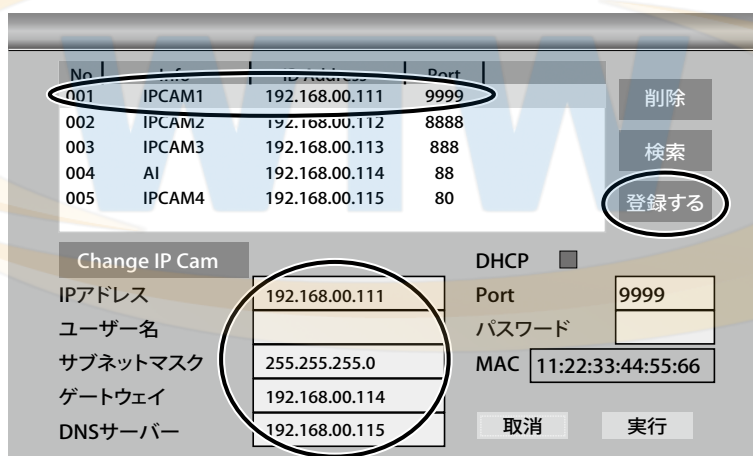 No Info ID Address Port
001 IPCAM1 192.168.00.111 9999
002 IPCAM2 192.168.00.112 8888
003 IPCAM3 192.168.00.113 888
004 AI 192.168.00.114 88
005 IPCAM4 192.168.00.115 80
削除
検索
登録する
Change IP Cam
DHCP
IPアドレス 192.168.00.111
Port 9999
ユーザー名
パスワード
サブネットマスク 255.255.255.0
MAC 11:22:33:44:55:66
ゲートウェイ 192.168.00.114
DNSサーバー 192.168.00.115
取消 実行